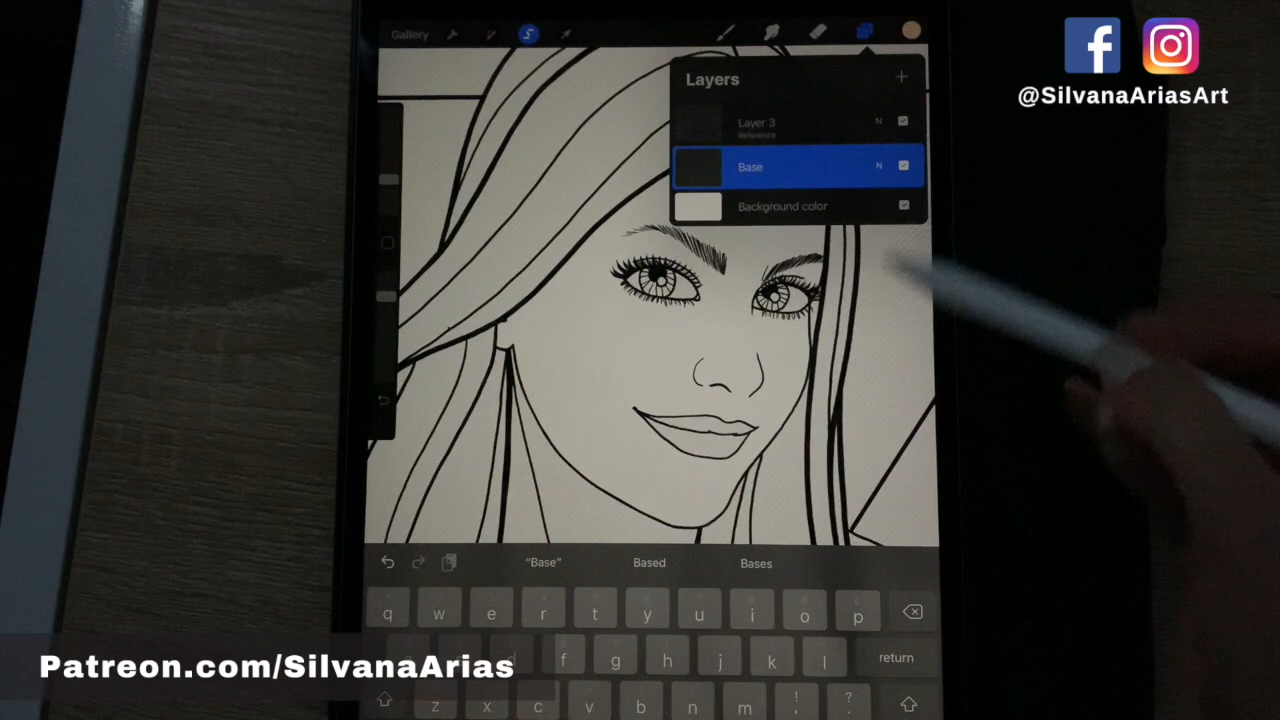 Gallery
@SilvanaAriasArt
Layers
Layer 3
N
Reference
Base
N
Background color
"Base" Based Bases
q w e r t y u i o p
f g h j k l return
z x c v b n m ! , ? .
Patreon.com/SilvanaArias